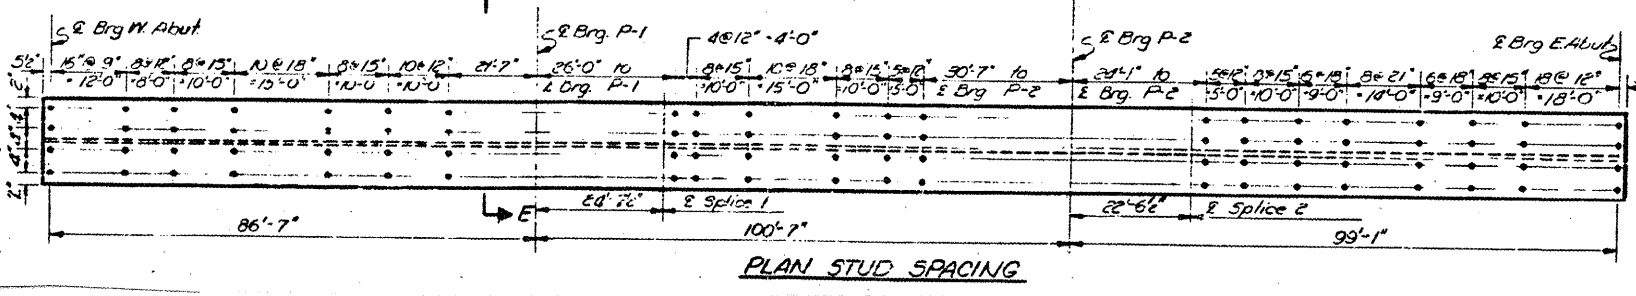 ℄ Brg W. Abut.
℄ Brg. P-1
4@12" = 4'-0"
℄ Brg P-2
℄ Brg E. Abut.
5½" 8@12" 8@15" 10@18" 8@15" 10@12" 21'-7" 26'-0" to 8@15" 10@18" 8@15" 5@12" 30'-7" to 24'-1" to 5@12" 8@15" 6@18" 8@21" 6@18" 8@15" 18@12"
=12'-0" =8'-0" =10'-0" =15'-0" =10'-0 =10'-0" ℄ Brg. P-1 =10'-0" =15'-0" =10'-0" =5'-0" ℄ Brg P-2 ℄ Brg. P-2 =5'-0" =10'-0" =9'-0" =14'-0" =9'-0" =10'-0" =18'-0"
2"
4" 3" 3" 4"
2"
E
℄ Splice 1
22'-6½" ℄ Splice 2
86'-7" 100'-7" 99'-1"
PLAN STUD SPACING